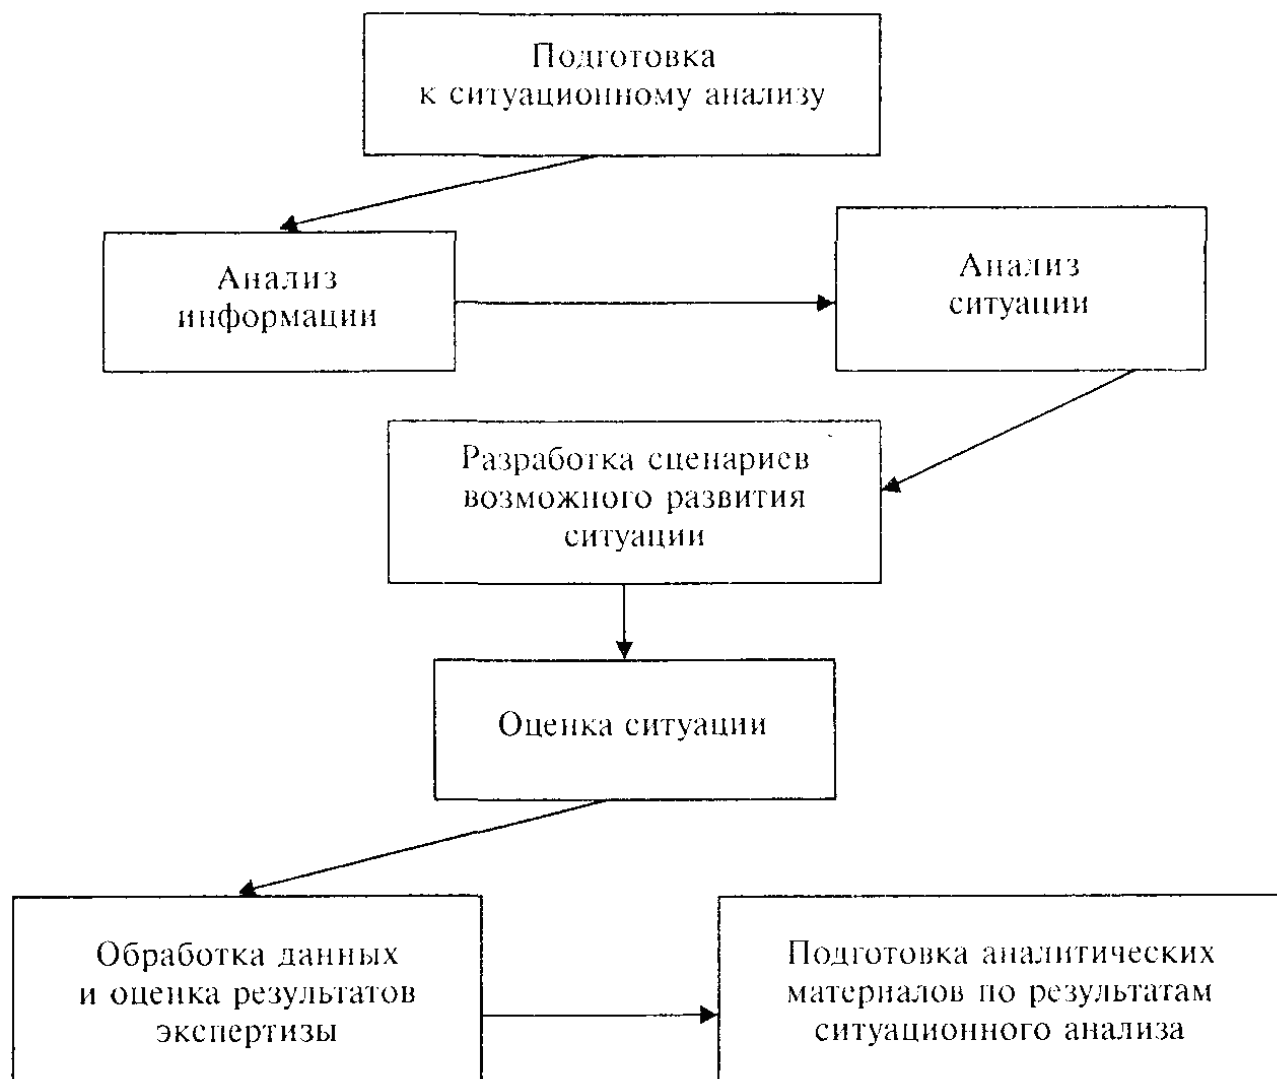 Подготовка
к ситуационному анализу
Анализ
информации
Анализ
ситуации
Разработка сценариев
возможного развития
ситуации
Оценка ситуации
Обработка данных
и оценка результатов
экспертизы
Подготовка аналитических
материалов по результатам
ситуационного анализа